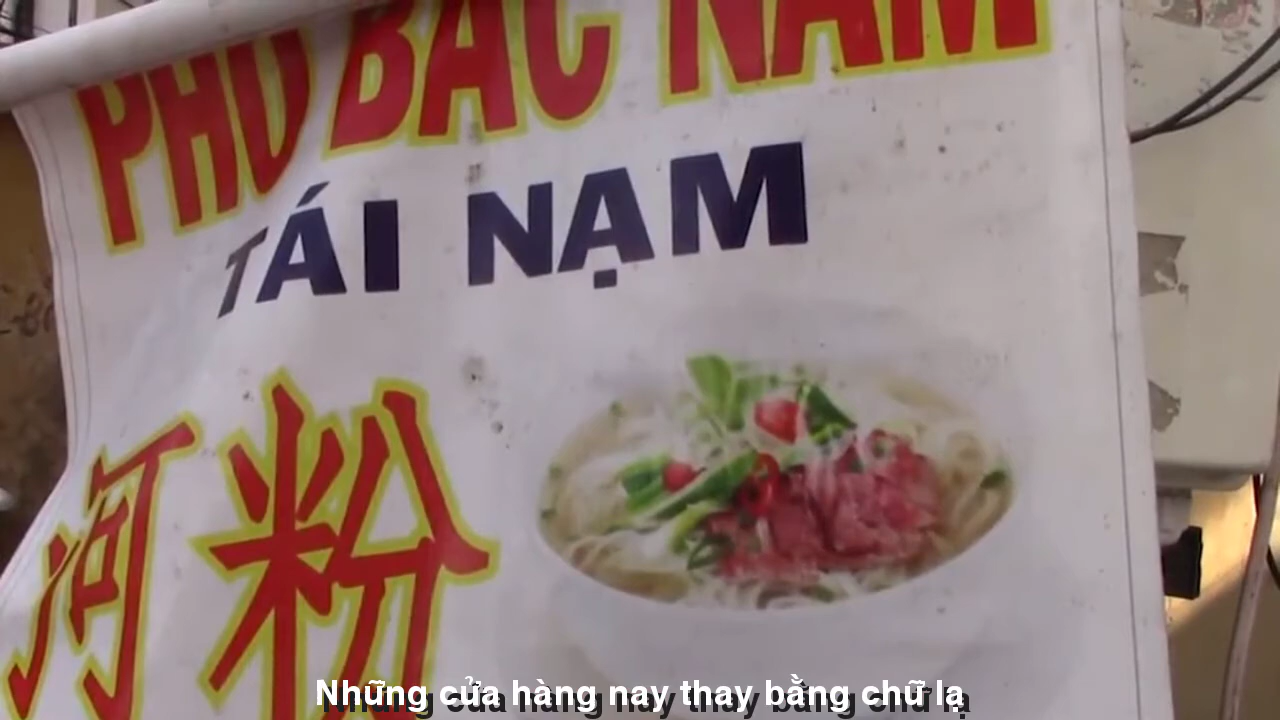 PHỞ BẮC NAM
TÁI NẠM
河粉
Những cửa hàng nay thay bằng chữ lạ